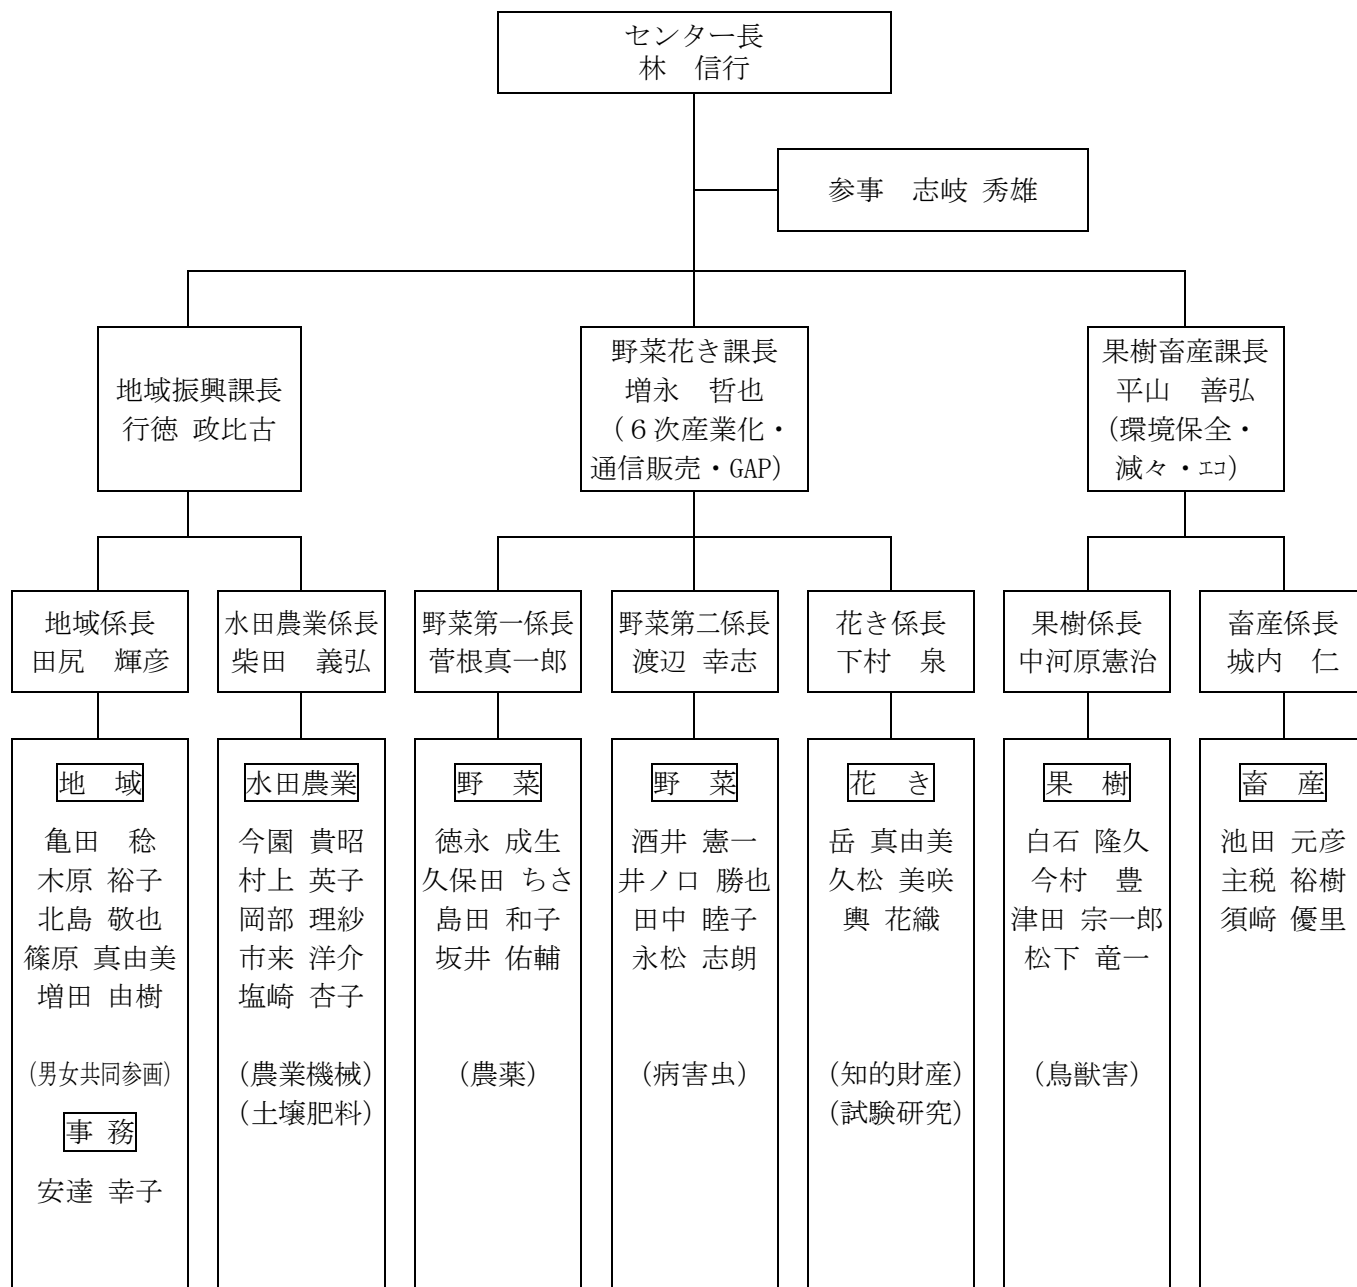 センター長
林　信行
参事　志岐 秀雄
地域振興課長
行徳 政比古
野菜花き課長
増永　哲也
（６次産業化・
通信販売・GAP）
果樹畜産課長
平山　善弘
（環境保全・
減々・ｴｺ）
地域係長
田尻　輝彦
水田農業係長
柴田　義弘
野菜第一係長
菅根真一郎
野菜第二係長
渡辺 幸志
花き係長
下村　泉
果樹係長
中河原憲治
畜産係長
城内　仁
地　域
亀田　稔
木原 裕子
北島 敬也
篠原 真由美
増田 由樹
（男女共同参画）
事 務
安達 幸子
水田農業
今園 貴昭
村上 英子
岡部 理紗
市来 洋介
塩崎 杏子
（農業機械）
（土壌肥料）
野　菜
徳永 成生
久保田 ちさ
島田 和子
坂井 佑輔
（農薬）
野　菜
酒井 憲一
井ノ口 勝也
田中 睦子
永松 志朗
（病害虫）
花　き
岳 真由美
久松 美咲
輿 花織
（知的財産）
（試験研究）
果　樹
白石 隆久
今村　豊
津田 宗一郎
松下 竜一
（鳥獣害）
畜　産
池田 元彦
主税 裕樹
須﨑 優里